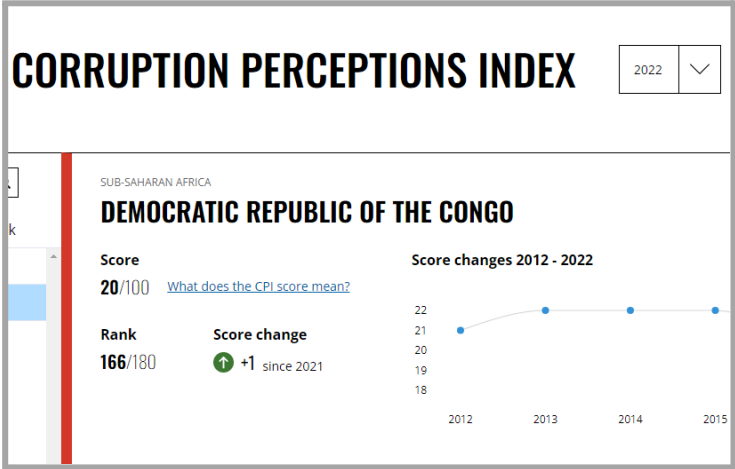 CORRUPTION PERCEPTIONS INDEX
2022
k
SUB-SAHARAN AFRICA
DEMOCRATIC REPUBLIC OF THE CONGO
Score
20/100 What does the CPI score mean?
Rank Score change
166/180 +1 since 2021
Score changes 2012 - 2022
22
21
20
19
18
2012 2013 2014 2015